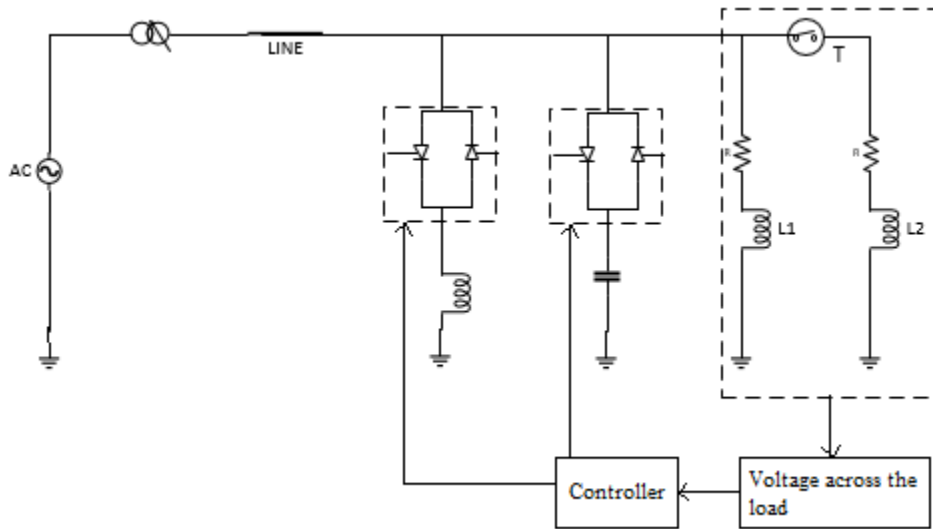 LINE
T
AC
R
R
L1
L2
Controller
Voltage across the
load